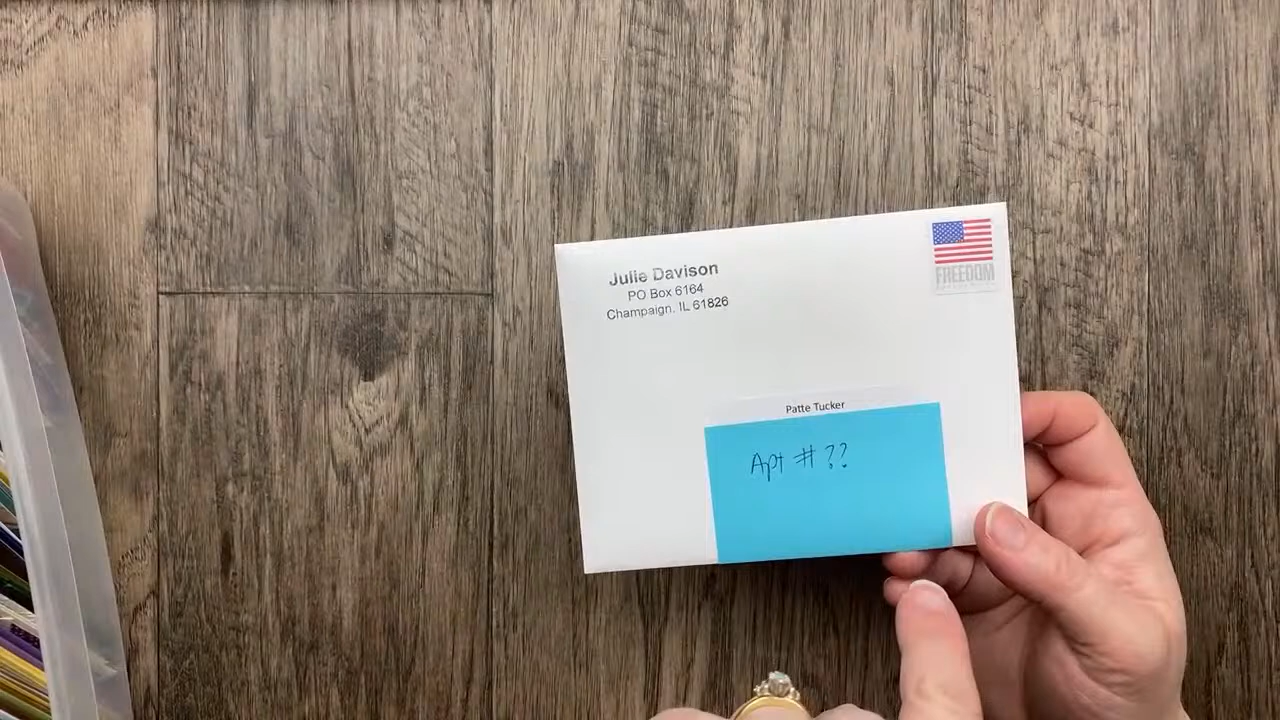 Julie Davison
PO Box 6164
Champaign, IL 61826
FREEDOM
Patte Tucker
Apt # ??